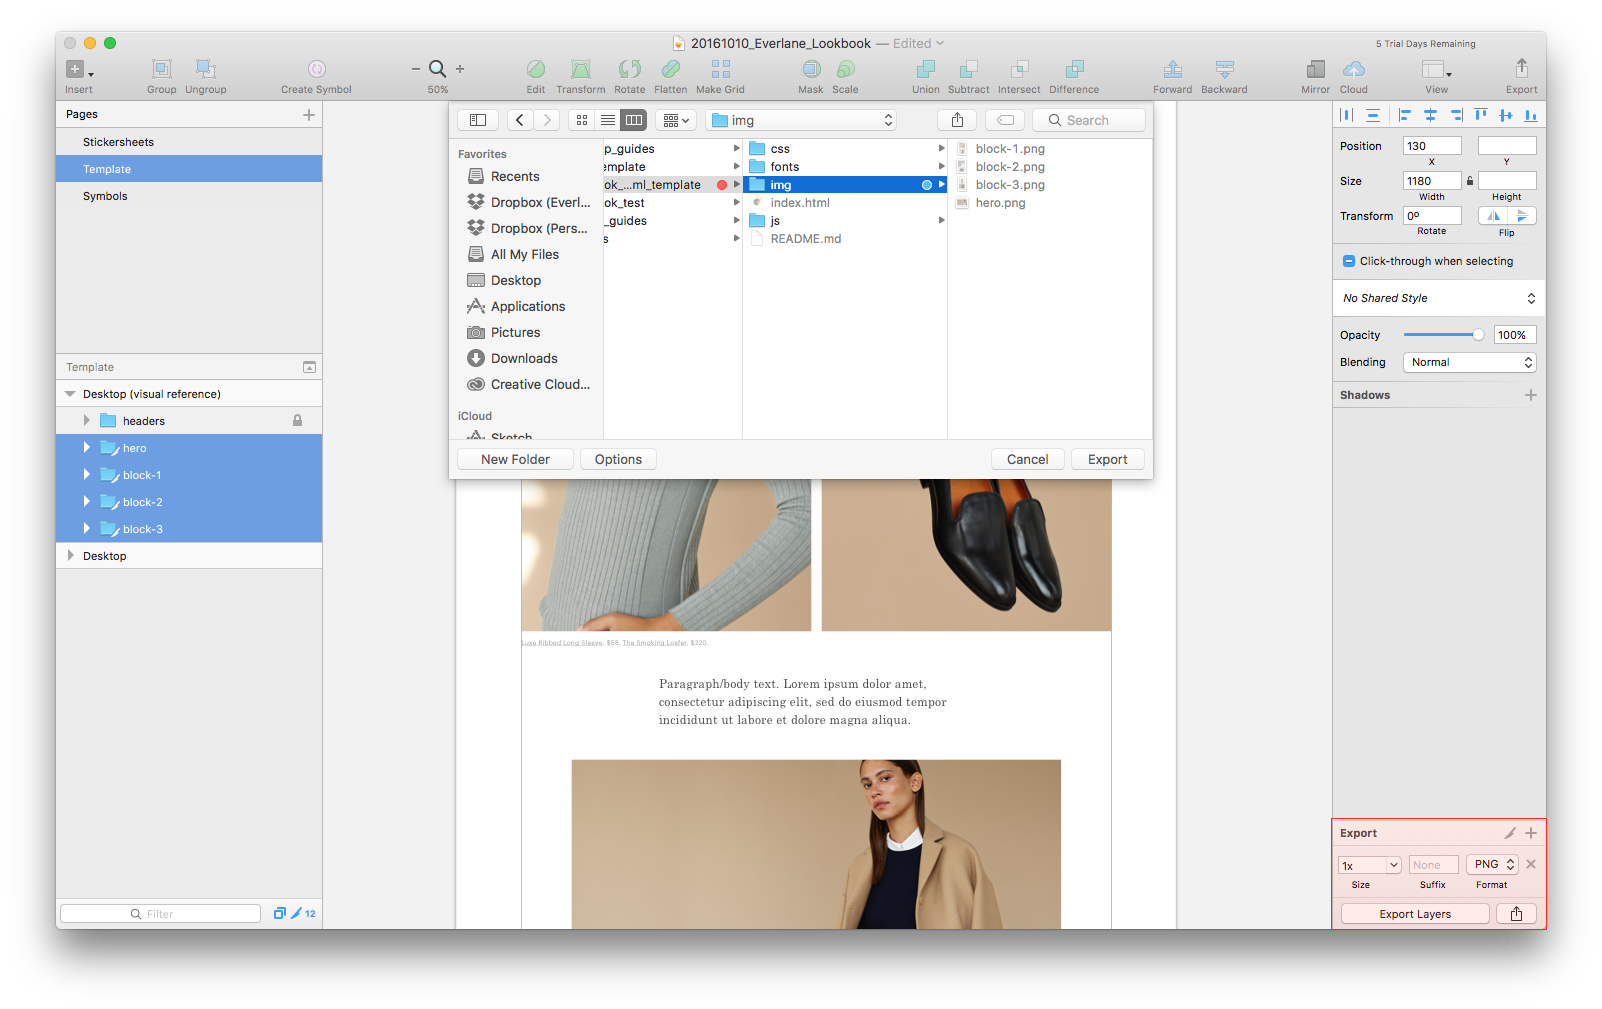 20161010_Everlane_Lookbook — Edited
5 Trial Days Remaining
Insert
Group
Ungroup
Create Symbol
50%
Edit
Transform
Rotate
Flatten
Make Grid
Mask
Scale
Union
Subtract
Intersect
Difference
Forward
Backward
Mirror
Cloud
View
Export
Pages
Stickersheets
Template
Symbols
Template
Desktop (visual reference)
headers
hero
block-1
block-2
block-3
Desktop
Filter
12
img
Search
Favorites
Recents
Dropbox (Everl...
Dropbox (Pers...
All My Files
Desktop
Applications
Pictures
Downloads
Creative Cloud...
iCloud
Sketch
p_guides
emplate
ok_...ml_template
ok_test
_guides
s
css
fonts
img
index.html
js
README.md
block-1.png
block-2.png
block-3.png
hero.png
New Folder
Options
Cancel
Export
Luxe Ribbed Long Sleeve, $58. The Smoking Loafer, $220.
Paragraph/body text. Lorem ipsum dolor amet,
consectetur adipiscing elit, sed do eiusmod tempor
incididunt ut labore et dolore magna aliqua.
Position
130
X
Y
Size
1180
Width
Height
Transform
0º
Rotate
Flip
Click-through when selecting
No Shared Style
Opacity
100%
Blending
Normal
Shadows
Export
1x
None
PNG
Size
Suffix
Format
Export Layers